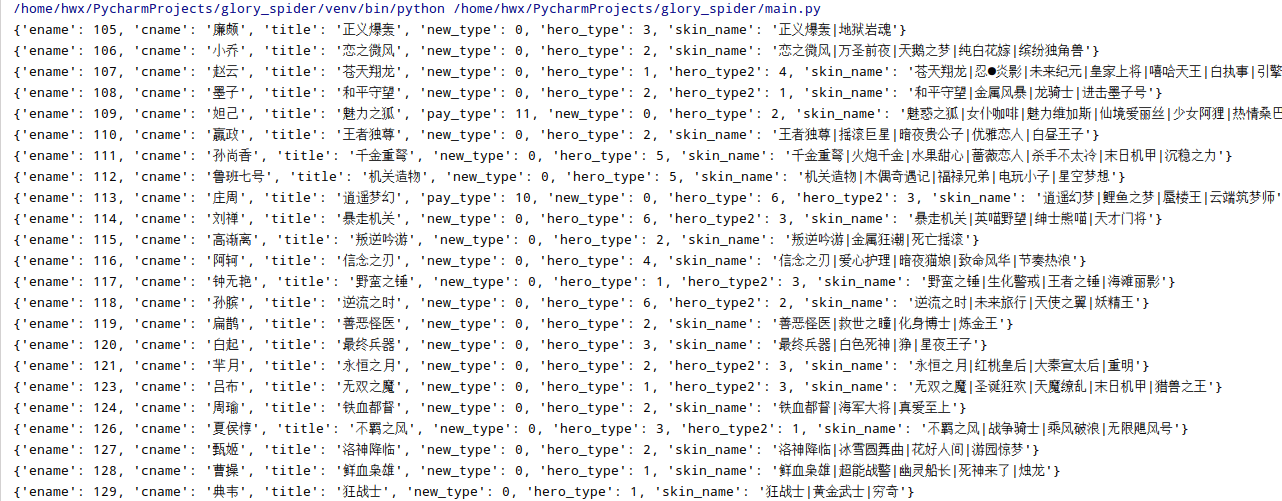 /home/hwx/PycharmProjects/glory_spider/venv/bin/python /home/hwx/PycharmProjects/glory_spider/main.py
{'ename': 105, 'cname': '廉颇', 'title': '正义爆轰', 'new_type': 0, 'hero_type': 3, 'skin_name': '正义爆轰|地狱岩魂'}
{'ename': 106, 'cname': '小乔', 'title': '恋之微风', 'new_type': 0, 'hero_type': 2, 'skin_name': '恋之微风|万圣前夜|天鹅之梦|纯白花嫁|缤纷独角兽'}
{'ename': 107, 'cname': '赵云', 'title': '苍天翔龙', 'new_type': 0, 'hero_type': 1, 'hero_type2': 4, 'skin_name': '苍天翔龙|忍●炎影|未来纪元|皇家上将|嘻哈天王|白执事|引擎
{'ename': 108, 'cname': '墨子', 'title': '和平守望', 'new_type': 0, 'hero_type': 2, 'hero_type2': 1, 'skin_name': '和平守望|金属风暴|龙骑士|进击墨子号'}
{'ename': 109, 'cname': '妲己', 'title': '魅力之狐', 'pay_type': 11, 'new_type': 0, 'hero_type': 2, 'skin_name': '魅惑之狐|女仆咖啡|魅力维加斯|仙境爱丽丝|少女阿狸|热情桑巴
{'ename': 110, 'cname': '嬴政', 'title': '王者独尊', 'new_type': 0, 'hero_type': 2, 'skin_name': '王者独尊|摇滚巨星|暗夜贵公子|优雅恋人|白昼王子'}
{'ename': 111, 'cname': '孙尚香', 'title': '千金重弩', 'new_type': 0, 'hero_type': 5, 'skin_name': '千金重弩|火炮千金|水果甜心|蔷薇恋人|杀手不太冷|末日机甲|沉稳之力'}
{'ename': 112, 'cname': '鲁班七号', 'title': '机关造物', 'new_type': 0, 'hero_type': 5, 'skin_name': '机关造物|木偶奇遇记|福禄兄弟|电玩小子|星空梦想'}
{'ename': 113, 'cname': '庄周', 'title': '逍遥梦幻', 'pay_type': 10, 'new_type': 0, 'hero_type': 6, 'hero_type2': 3, 'skin_name': '逍遥幻梦|鲤鱼之梦|蜃楼王|云端筑梦师'
{'ename': 114, 'cname': '刘禅', 'title': '暴走机关', 'new_type': 0, 'hero_type': 6, 'hero_type2': 3, 'skin_name': '暴走机关|英喵野望|绅士熊喵|天才门将'}
{'ename': 115, 'cname': '高渐离', 'title': '叛逆吟游', 'new_type': 0, 'hero_type': 2, 'skin_name': '叛逆吟游|金属狂潮|死亡摇滚'}
{'ename': 116, 'cname': '阿轲', 'title': '信念之刃', 'new_type': 0, 'hero_type': 4, 'skin_name': '信念之刃|爱心护理|暗夜猫娘|致命风华|节奏热浪'}
{'ename': 117, 'cname': '钟无艳', 'title': '野蛮之锤', 'new_type': 0, 'hero_type': 1, 'hero_type2': 3, 'skin_name': '野蛮之锤|生化警戒|王者之锤|海滩丽影'}
{'ename': 118, 'cname': '孙膑', 'title': '逆流之时', 'new_type': 0, 'hero_type': 6, 'hero_type2': 2, 'skin_name': '逆流之时|未来旅行|天使之翼|妖精王'}
{'ename': 119, 'cname': '扁鹊', 'title': '善恶怪医', 'new_type': 0, 'hero_type': 2, 'skin_name': '善恶怪医|救世之瞳|化身博士|炼金王'}
{'ename': 120, 'cname': '白起', 'title': '最终兵器', 'new_type': 0, 'hero_type': 3, 'skin_name': '最终兵器|白色死神|狰|星夜王子'}
{'ename': 121, 'cname': '芈月', 'title': '永恒之月', 'new_type': 0, 'hero_type': 2, 'hero_type2': 3, 'skin_name': '永恒之月|红桃皇后|大秦宣太后|重明'}
{'ename': 123, 'cname': '吕布', 'title': '无双之魔', 'new_type': 0, 'hero_type': 1, 'hero_type2': 3, 'skin_name': '无双之魔|圣诞狂欢|天魔缭乱|末日机甲|猎兽之王'}
{'ename': 124, 'cname': '周瑜', 'title': '铁血都督', 'new_type': 0, 'hero_type': 2, 'skin_name': '铁血都督|海军大将|真爱至上'}
{'ename': 126, 'cname': '夏侯惇', 'title': '不羁之风', 'new_type': 0, 'hero_type': 3, 'hero_type2': 1, 'skin_name': '不羁之风|战争骑士|乘风破浪|无限飓风号'}
{'ename': 127, 'cname': '甄姬', 'title': '洛神降临', 'new_type': 0, 'hero_type': 2, 'skin_name': '洛神降临|冰雪圆舞曲|花好人间|游园惊梦'}
{'ename': 128, 'cname': '曹操', 'title': '鲜血枭雄', 'new_type': 0, 'hero_type': 1, 'skin_name': '鲜血枭雄|超能战警|幽灵船长|死神来了|烛龙'}
{'ename': 129, 'cname': '典韦', 'title': '狂战士', 'new_type': 0, 'hero_type': 1, 'skin_name': '狂战士|黄金武士|穷奇'}